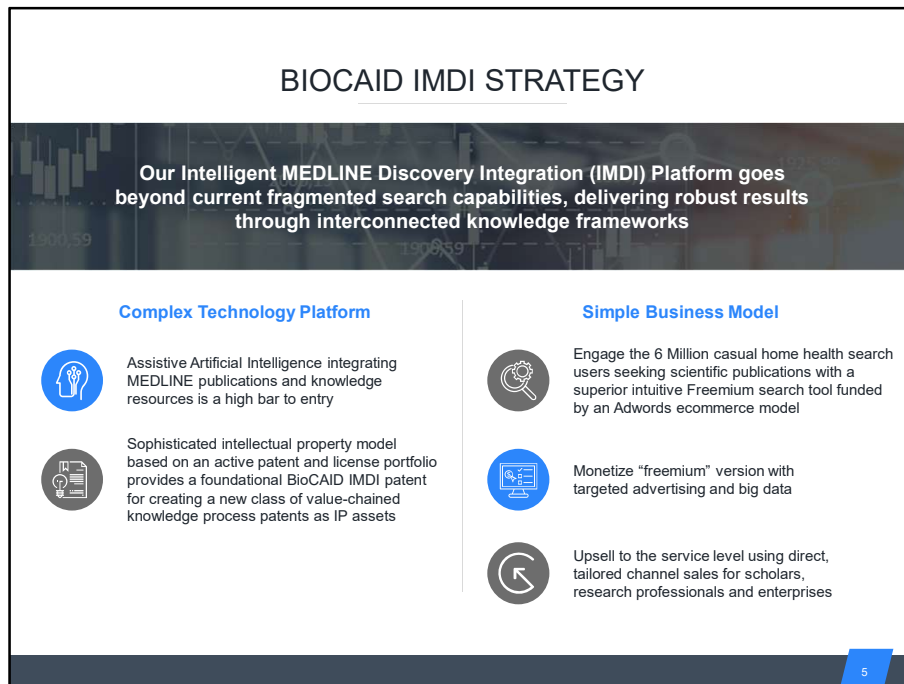 BIOCAID IMDI STRATEGY
Our Intelligent MEDLINE Discovery Integration (IMDI) Platform goes
beyond current fragmented search capabilities, delivering robust results
through interconnected knowledge frameworks
1900,59
1900,59
Complex Technology Platform
Assistive Artificial Intelligence integrating
MEDLINE publications and knowledge
resources is a high bar to entry
Sophisticated intellectual property model
based on an active patent and license portfolio
provides a foundational BioCAID IMDI patent
for creating a new class of value-chained
knowledge process patents as IP assets
Simple Business Model
Engage the 6 Million casual home health search
users seeking scientific publications with a
superior intuitive Freemium search tool funded
by an Adwords ecommerce model
Monetize “freemium” version with
targeted advertising and big data
Upsell to the service level using direct,
tailored channel sales for scholars,
research professionals and enterprises
5